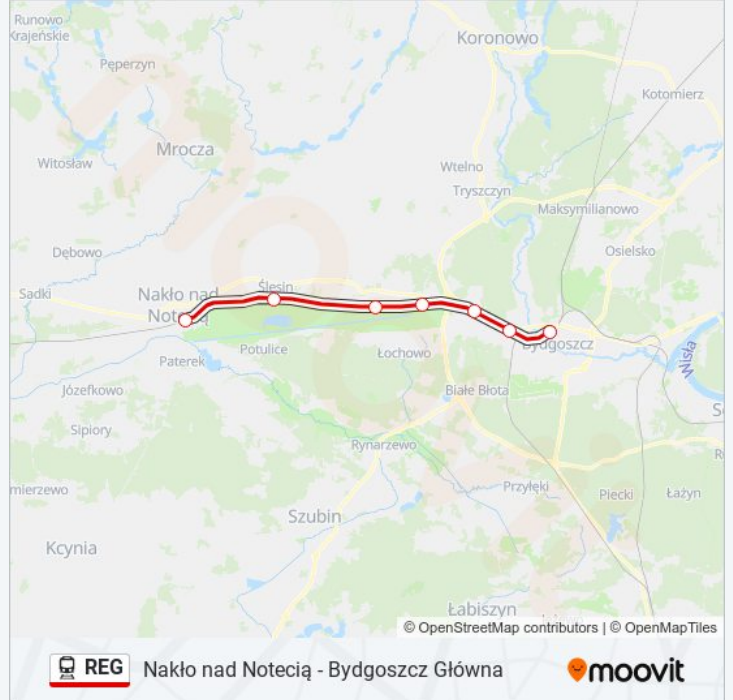 Runowo
Krajeńskie
Koronowo
Pęperzyn
Kotomierz
Mrocza
Witosław
Wtelno
Tryszczyn
Maksymilianowo
Dębowo
Osielsko
Sadki
Ślesin
Nakło nad
Notecią
Bydgoszcz
Potulice
Łochowo
Paterek
Wisła
Józefkowo
Białe Błota
Sipiory
Rynarzewo
mierzewo
Przyłęki
Piecki
Łażyn
Szubin
Kcynia
Łabiszyn
© OpenStreetMap contributors | © OpenMapTiles
REG Nakło nad Notecią - Bydgoszcz Główna
moovit